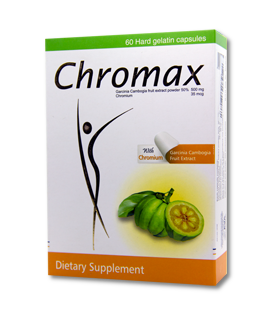 60 Hard gelatin capsules
Chromax
Garcinia Cambogia fruit extract powder 50% 500 mg
Chromium 35 mcg
With
Chromium
Garcinia Cambogia
Fruit Extract
Dietary Supplement